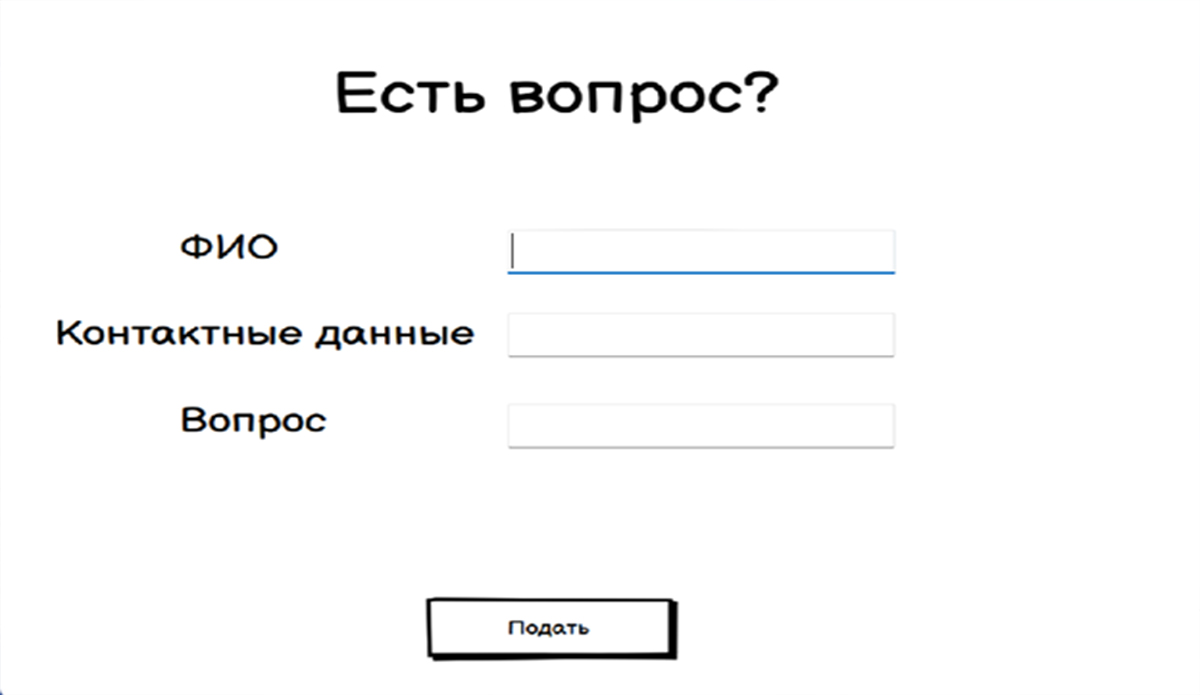 Есть вопрос?
ФИО
Контактные данные
Вопрос
Подать